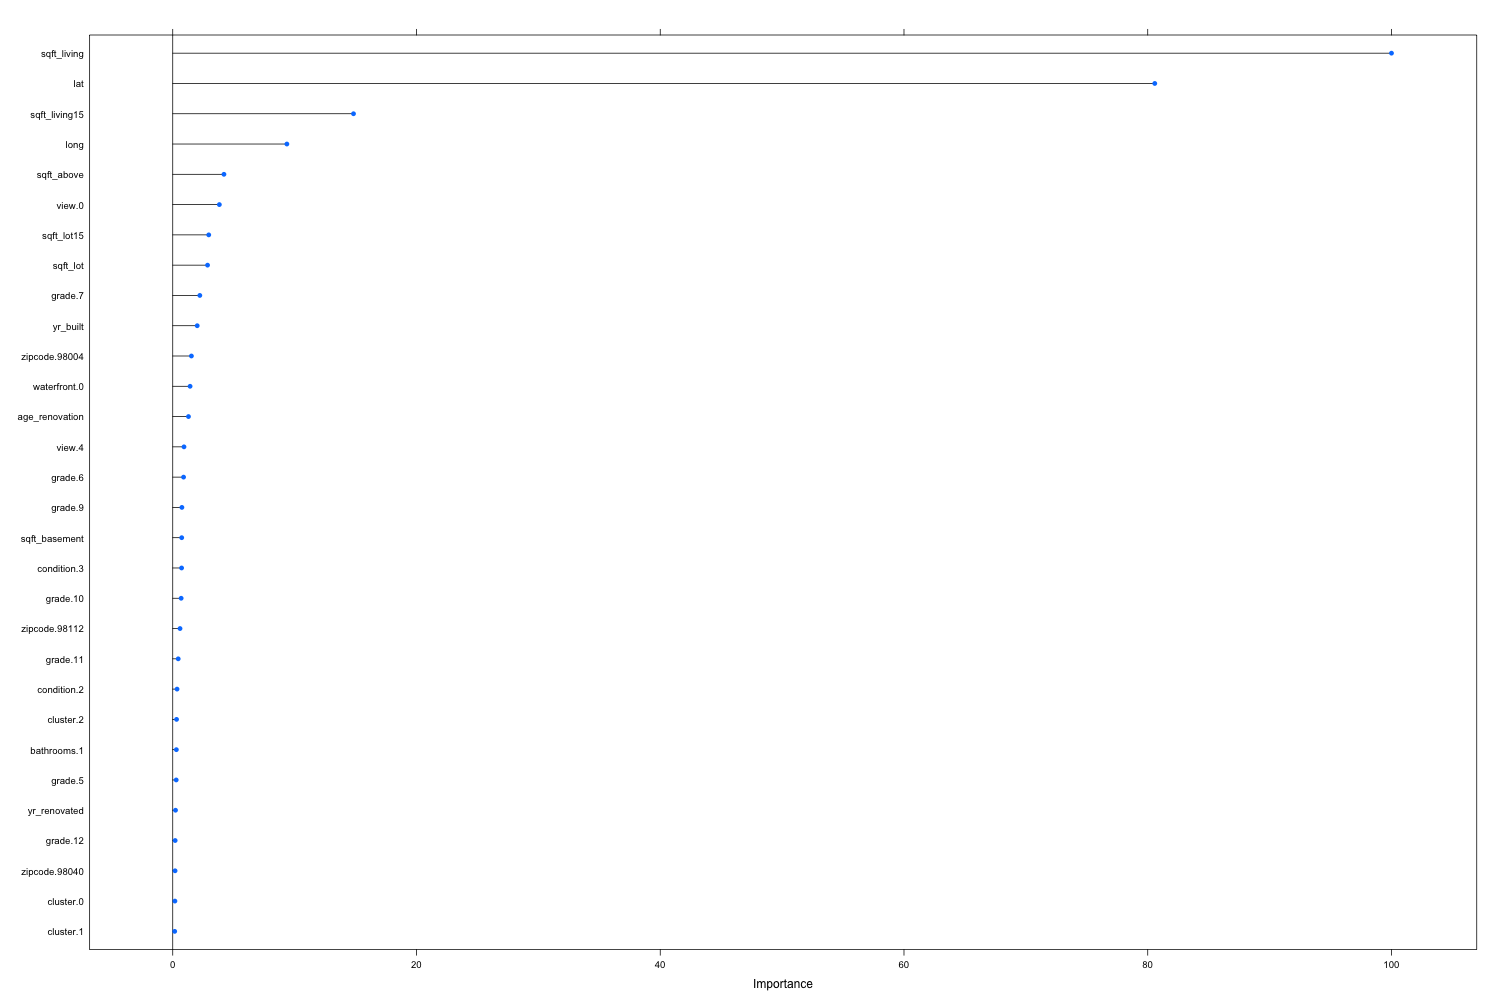 sqft_living
lat
sqft_living15
long
sqft_above
view.0
sqft_lot15
sqft_lot
grade.7
yr_built
zipcode.98004
waterfront.0
age_renovation
view.4
grade.6
grade.9
sqft_basement
condition.3
grade.10
zipcode.98112
grade.11
condition.2
cluster.2
bathrooms.1
grade.5
yr_renovated
grade.12
zipcode.98040
cluster.0
cluster.1
0 20 40 60 80 100
Importance